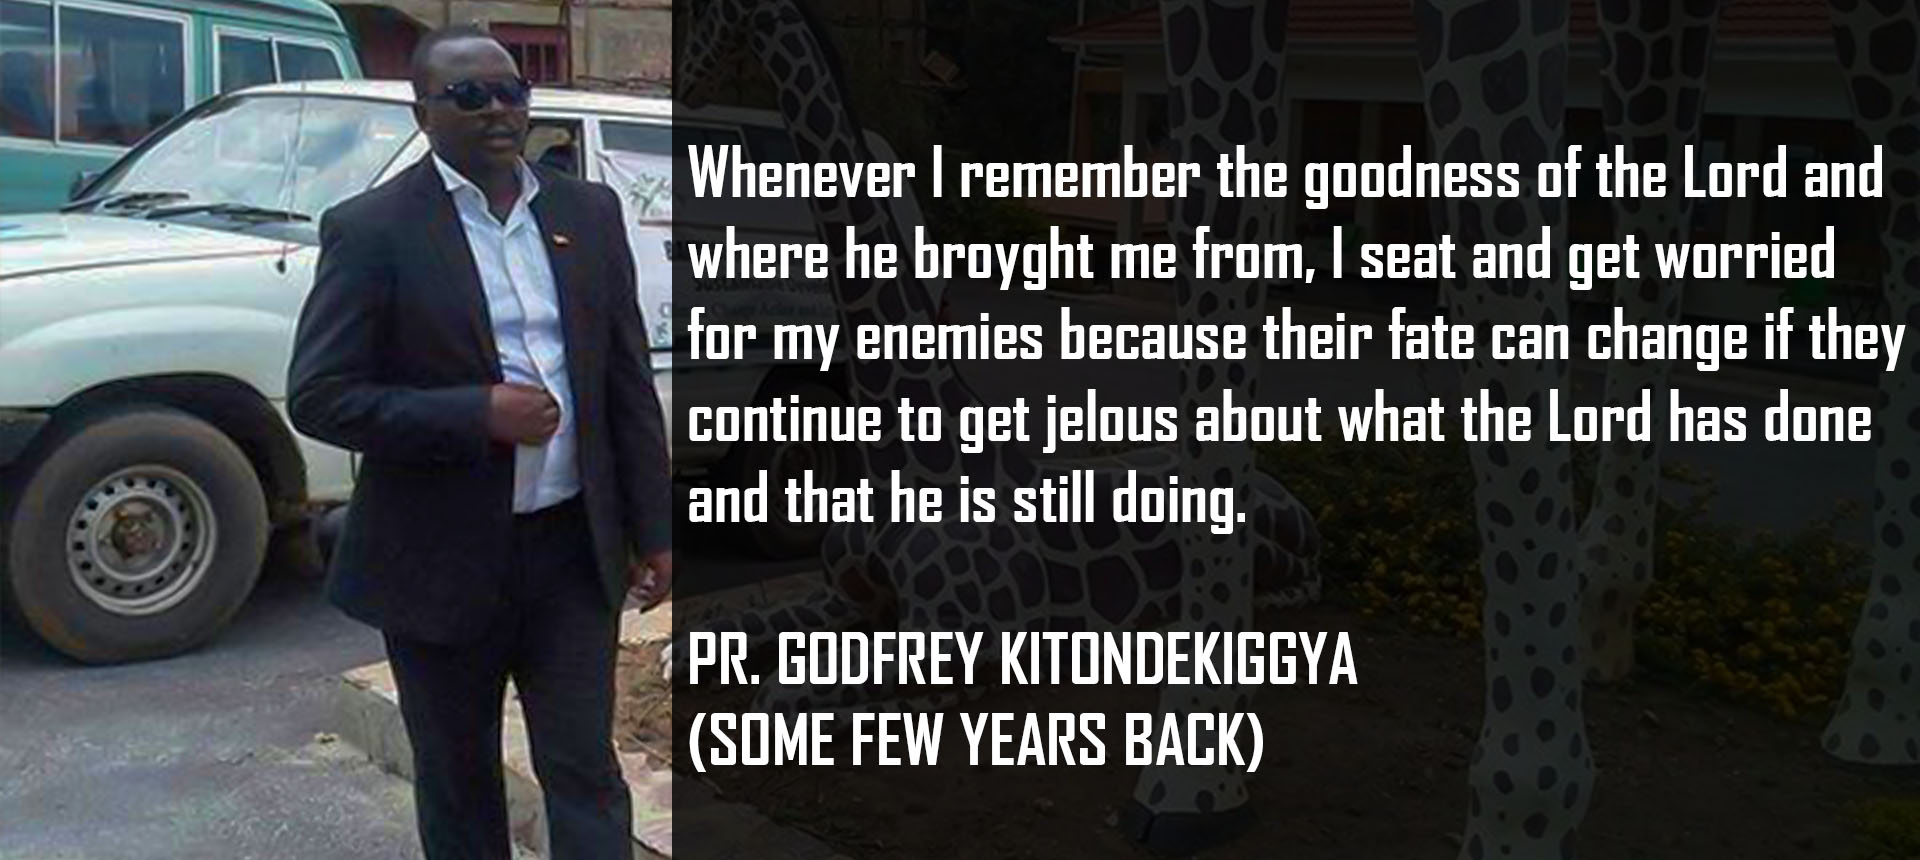 Whenever I remember the goodness of the Lord and
where he broyght me from, I seat and get worried
for my enemies because their fate can change if they
continue to get jelous about what the Lord has done
and that he is still doing.
PR. GODFREY KITONDEKIGGYA
(SOME FEW YEARS BACK)